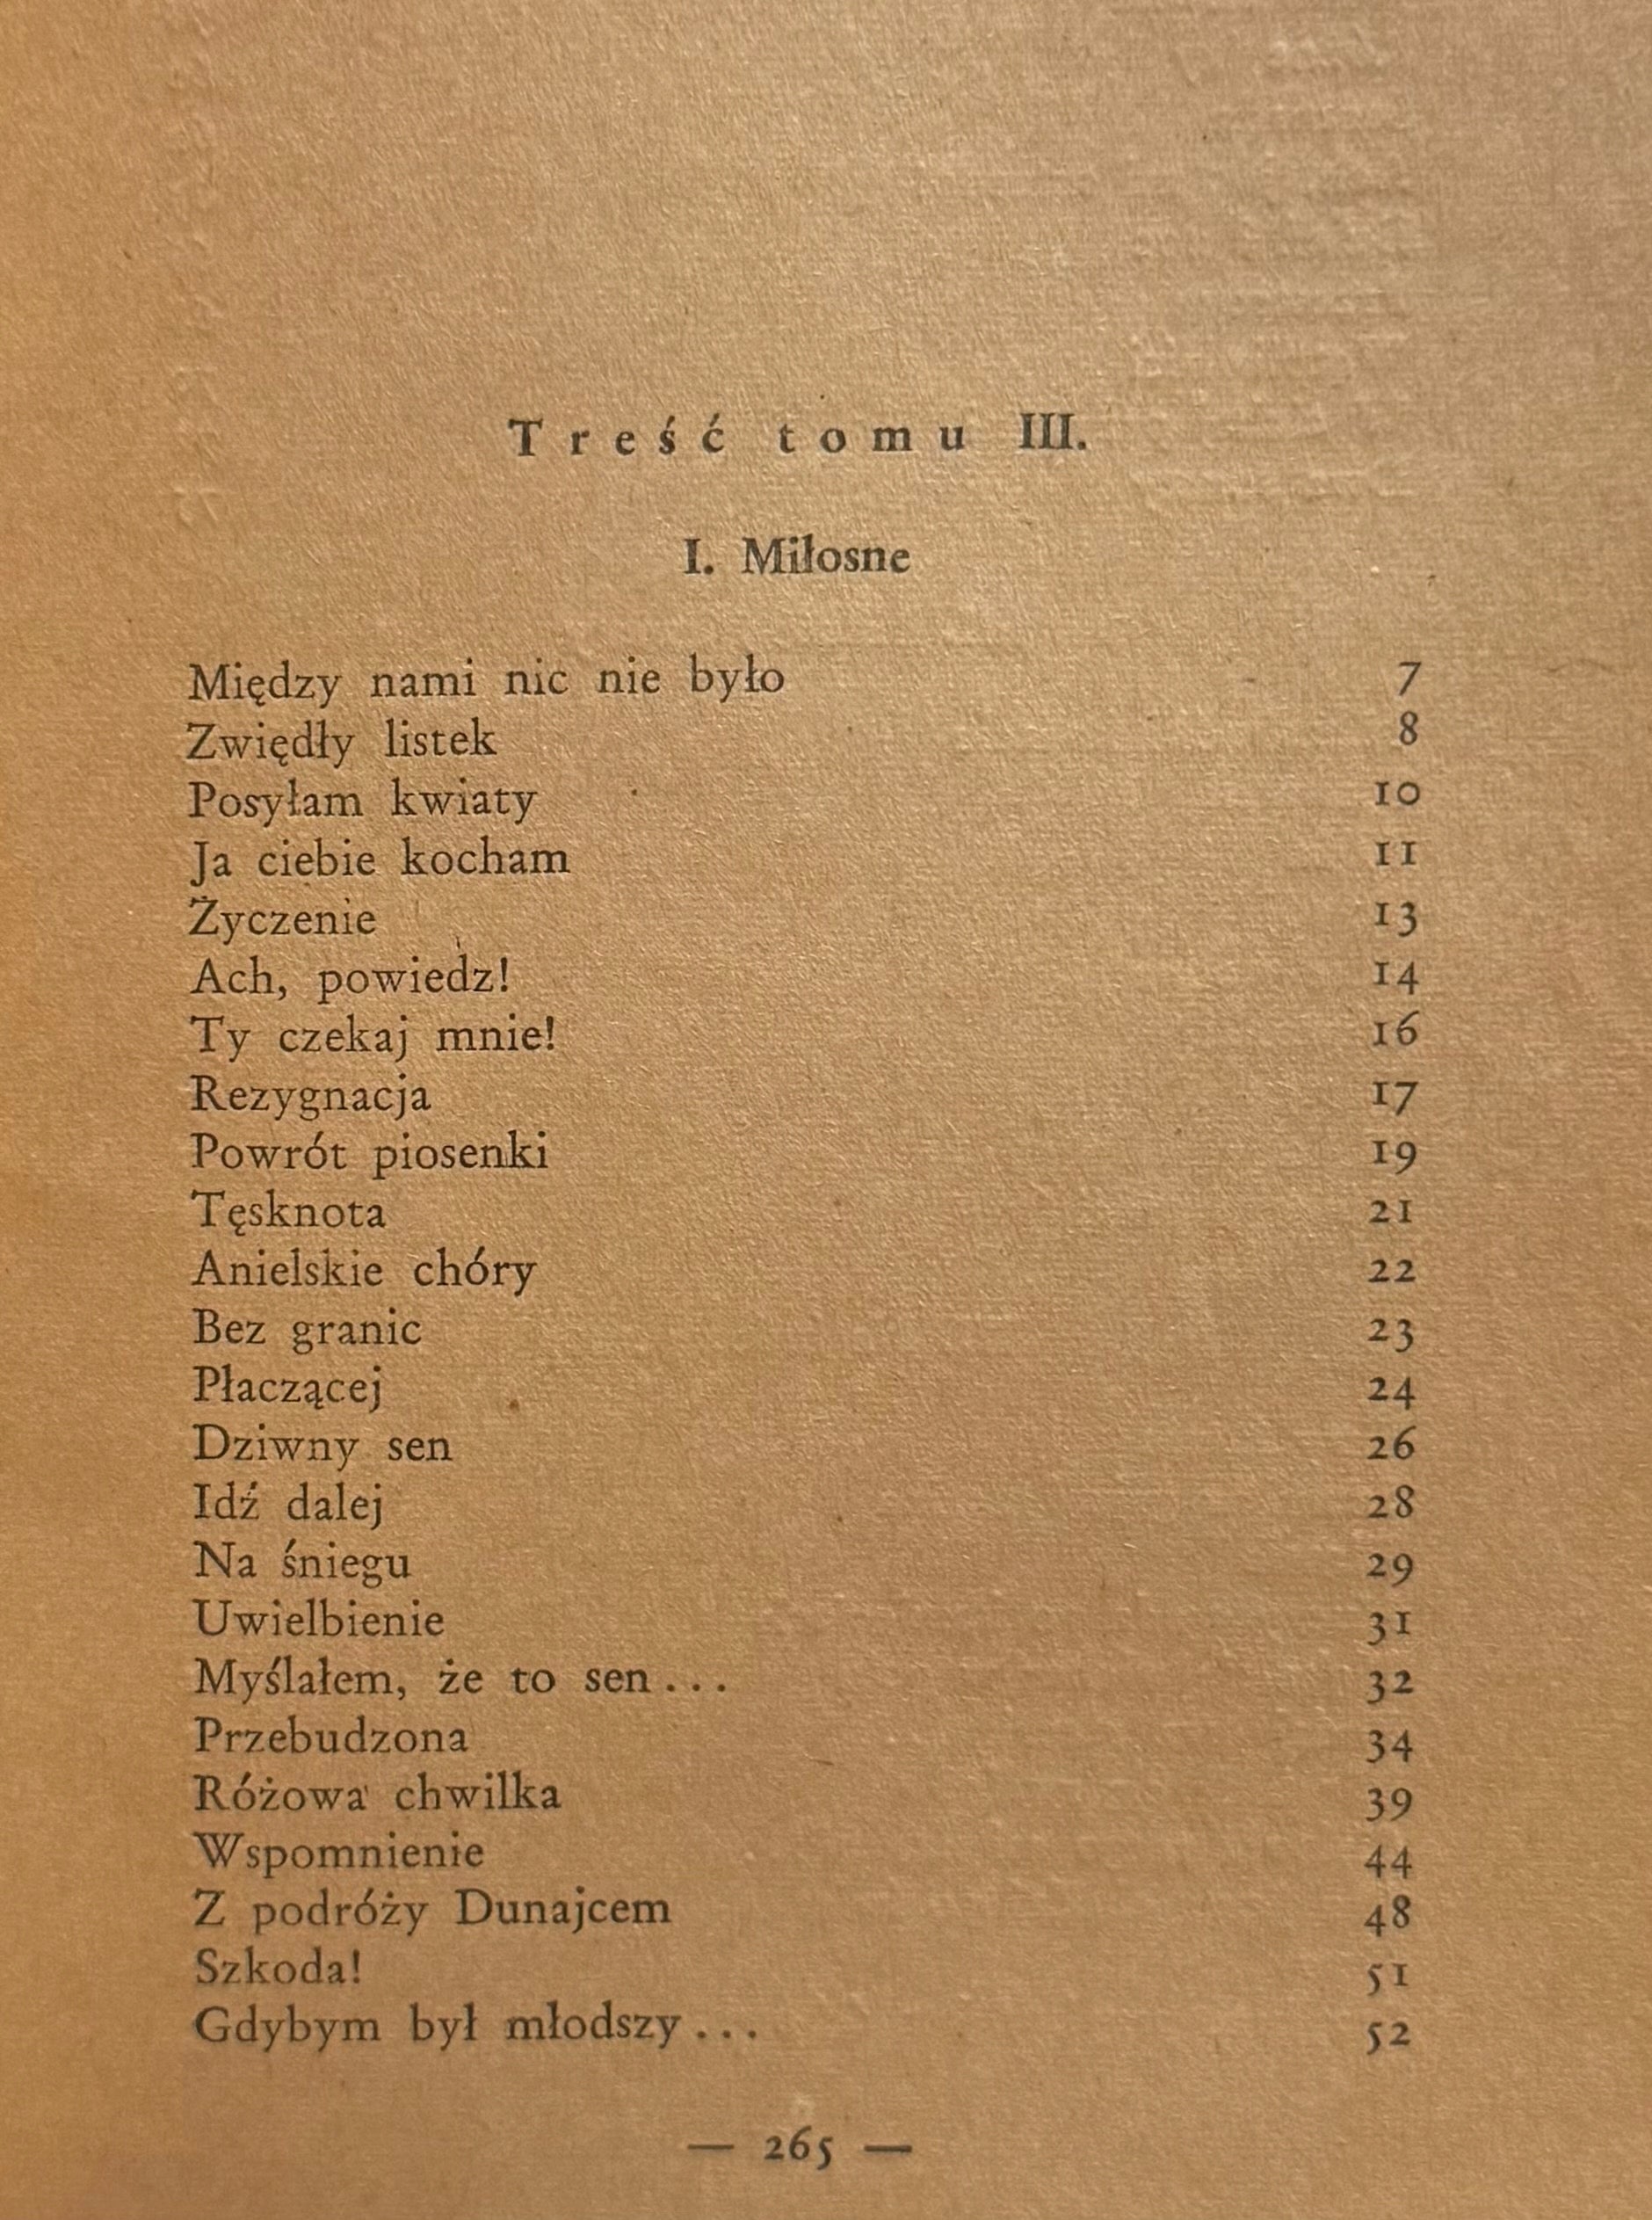 Treść tomu III.
I. Miłosne
Między nami nic nie było 7
Zwiędły listek 8
Posyłam kwiaty 10
Ja ciebie kocham 11
Życzenie 13
Ach, powiedz! 14
Ty czekaj mnie! 16
Rezygnacja 17
Powrót piosenki 19
Tęsknota 21
Anielskie chóry 22
Bez granic 23
Płaczącej 24
Dziwny sen 26
Idź dalej 28
Na śniegu 29
Uwielbienie 31
Myślałem, że to sen... 32
Przebudzona 34
Różowa chwilka 39
Wspomnienie 44
Z podróży Dunajcem 48
Szkoda! 51
Gdybym był młodszy... 52
— 265 —